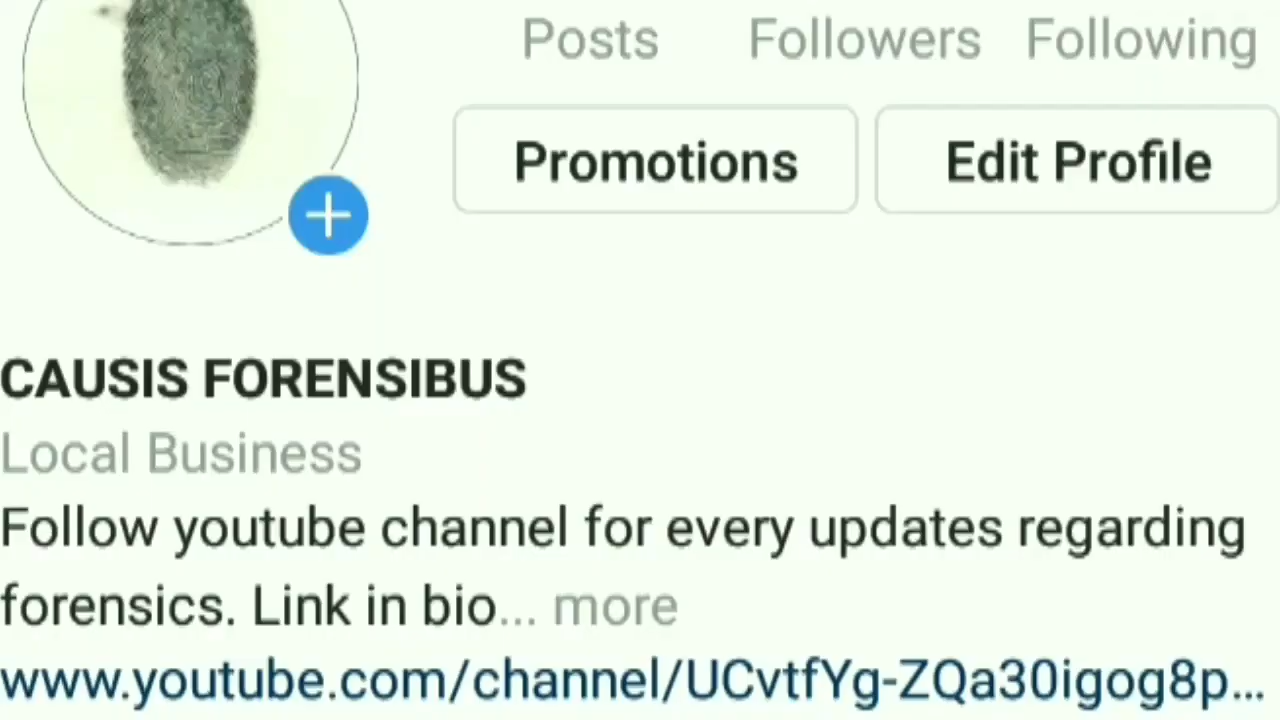 Posts Followers Following
Promotions Edit Profile
CAUSIS FORENSIBUS
Local Business
Follow youtube channel for every updates regarding
forensics. Link in bio... more
www.youtube.com/channel/UCvtfYg-ZQa30igog8p...